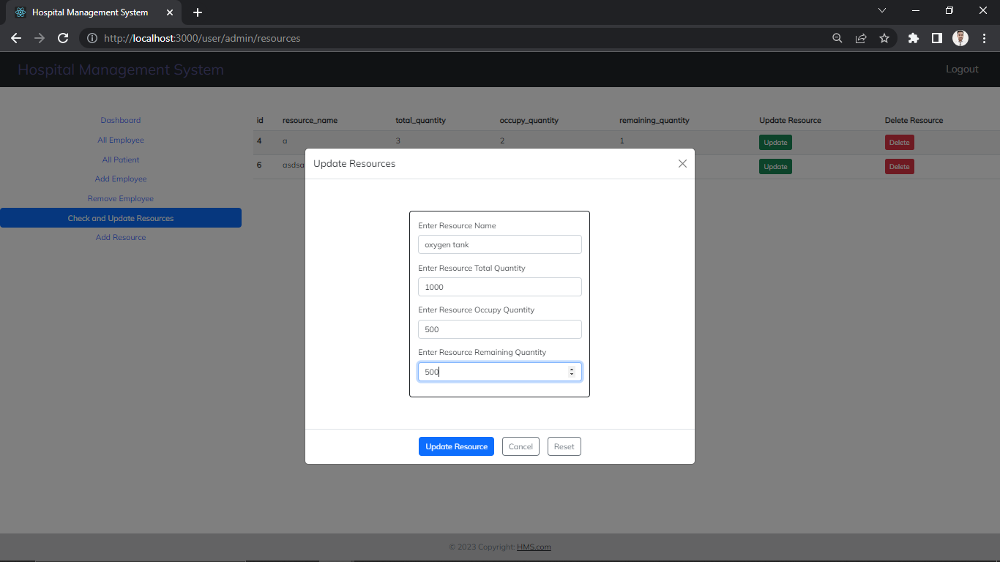 Hospital Management System
http://localhost:3000/user/admin/resources
Hospital Management System Logout
Dashboard
All Employee
All Patient
Add Employee
Remove Employee
Check and Update Resources
Add Resource
id resource_name total_quantity occupy_quantity remaining_quantity Update Resource Delete Resource
4 a 3 2 1 Update Delete
6 asdsa Update Delete
Update Resources
Enter Resource Name
oxygen tank
Enter Resource Total Quantity
1000
Enter Resource Occupy Quantity
500
Enter Resource Remaining Quantity
500
Update Resource Cancel Reset
© 2023 Copyright: HMS.com